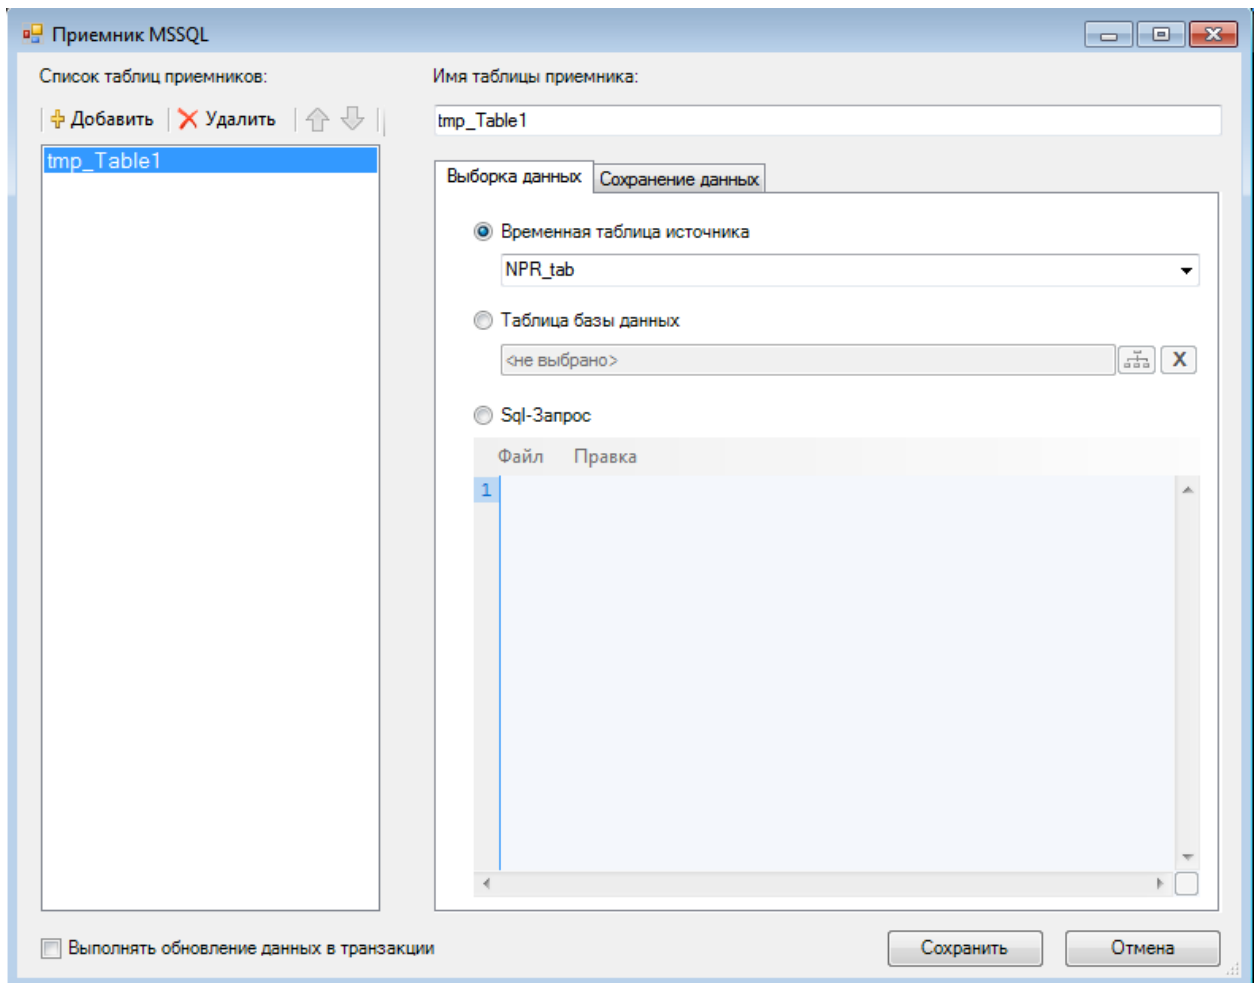 Приемник MSSQL
Список таблиц приемников:
Добавить Удалить
tmp_Table1
Имя таблицы приемника:
tmp_Table1
Выборка данных Сохранение данных
Временная таблица источника
NPR_tab
Таблица базы данных
<не выбрано> X
Sql-Запрос
Файл Правка
1
Выполнять обновление данных в транзакции
Сохранить Отмена